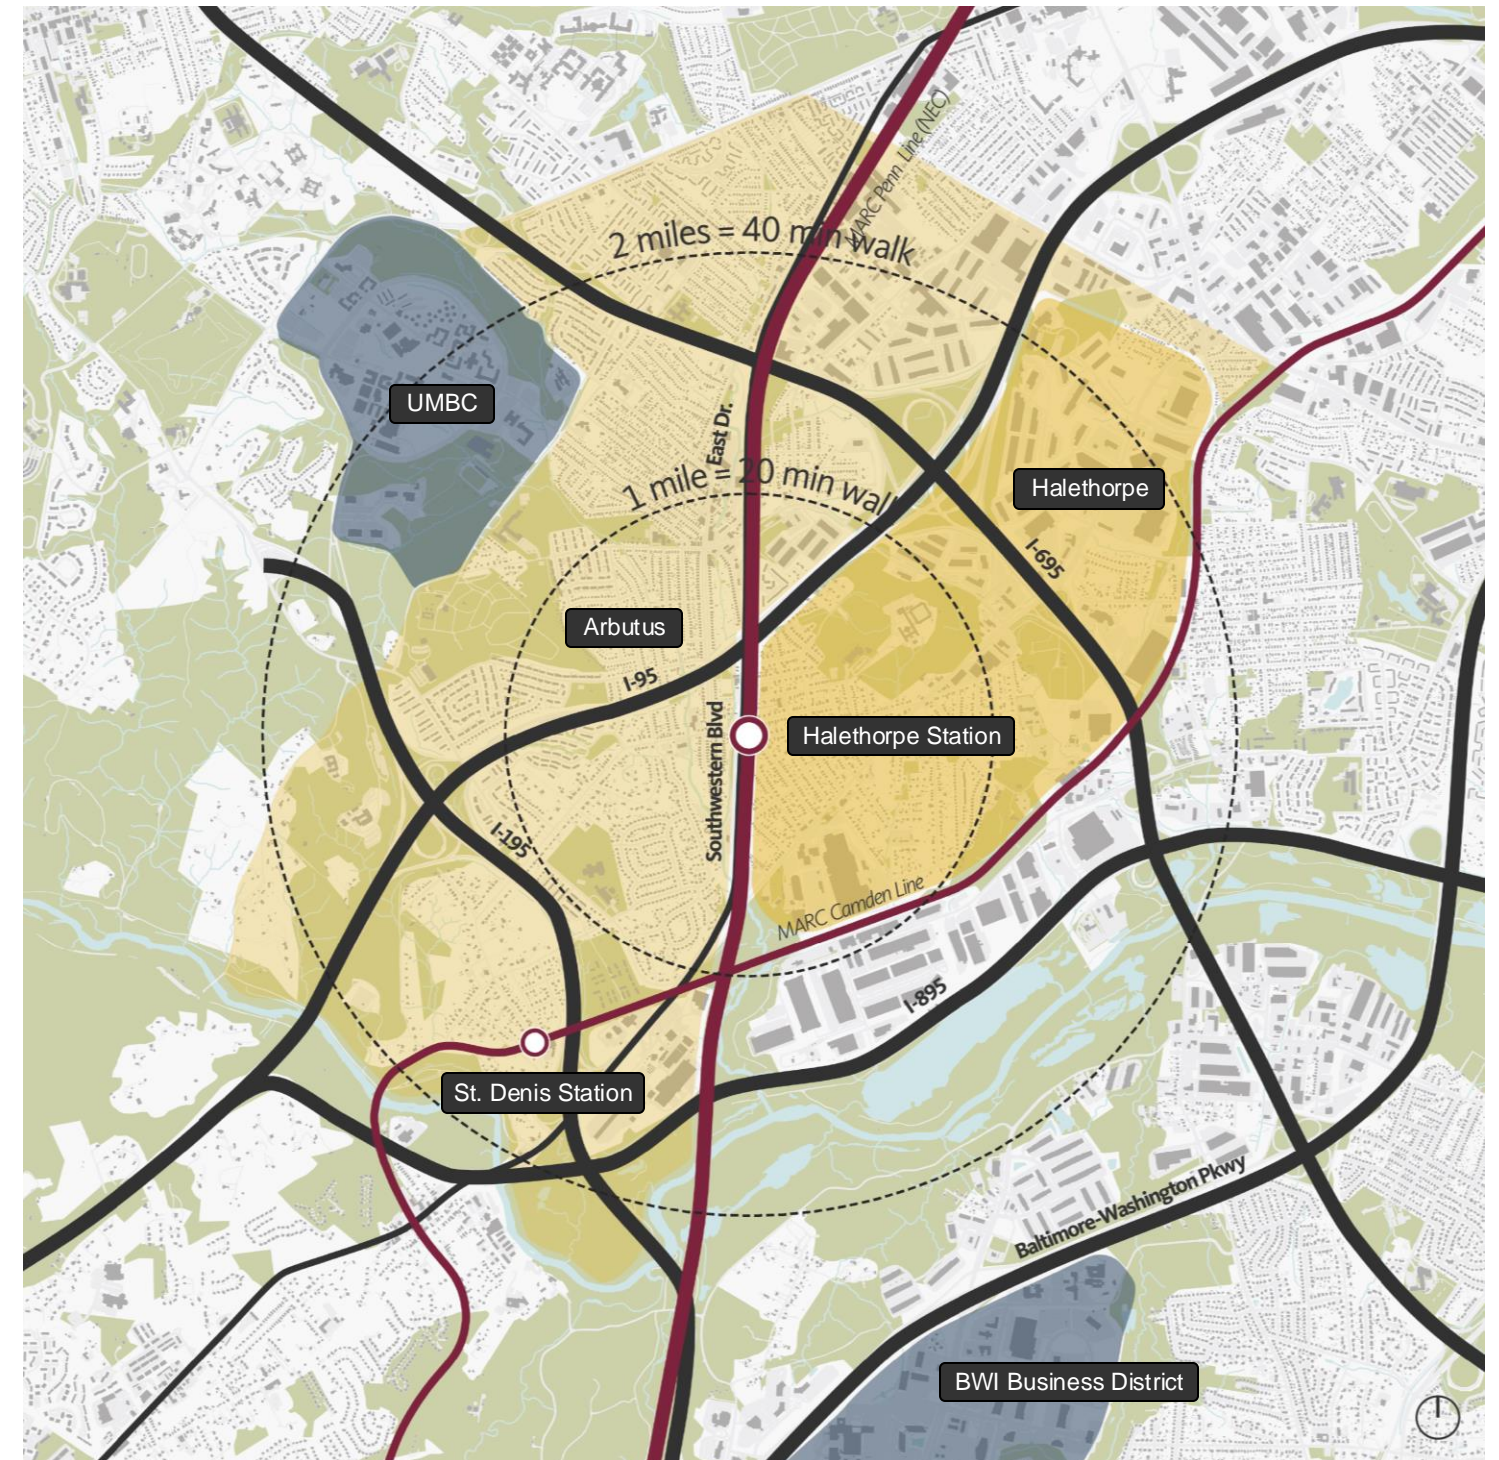 MARC Penn Line (NEC)
2 miles = 40 min walk
UMBC
East Dr.
1 mile = 20 min walk
Halethorpe
I-695
Arbutus
I-95
Southwestern Blvd
Halethorpe Station
I-195
MARC Camden Line
I-895
St. Denis Station
Baltimore-Washington Pkwy
BWI Business District